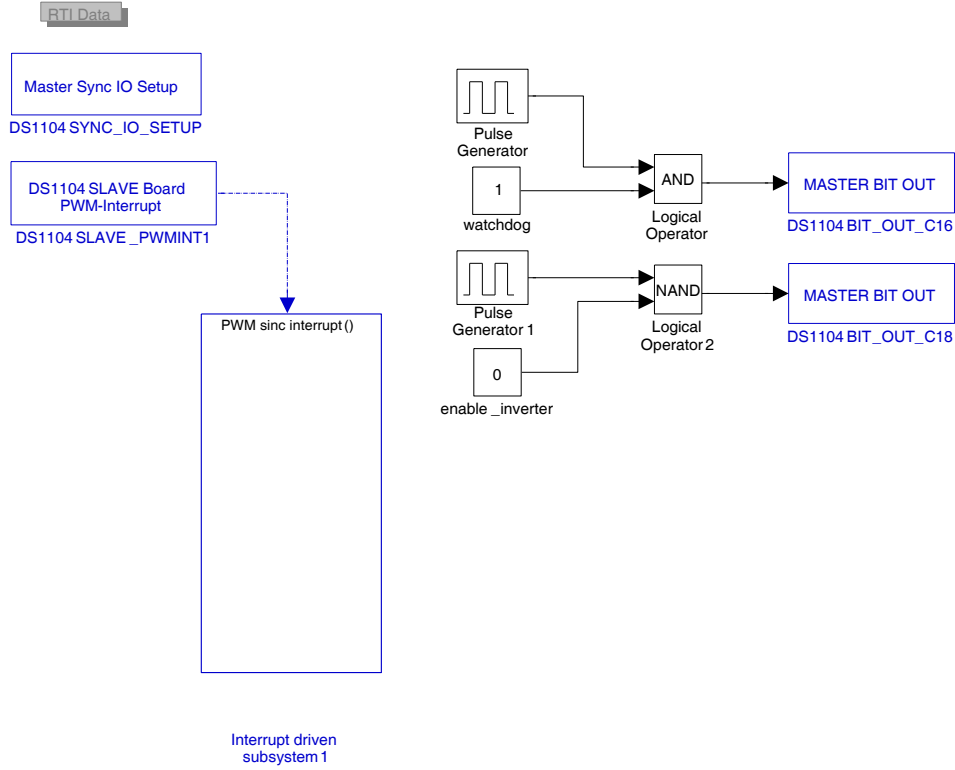 RTI Data
Master Sync IO Setup
DS1104 SYNC_IO_SETUP
DS1104 SLAVE Board
PWM-Interrupt
DS1104 SLAVE _PWMINT1
PWM sinc interrupt ()
Interrupt driven
subsystem 1
Pulse
Generator
1
watchdog
AND
Logical
Operator
MASTER BIT OUT
DS1104 BIT_OUT_C16
Pulse
Generator 1
0
enable _inverter
NAND
Logical
Operator 2
MASTER BIT OUT
DS1104 BIT_OUT_C18